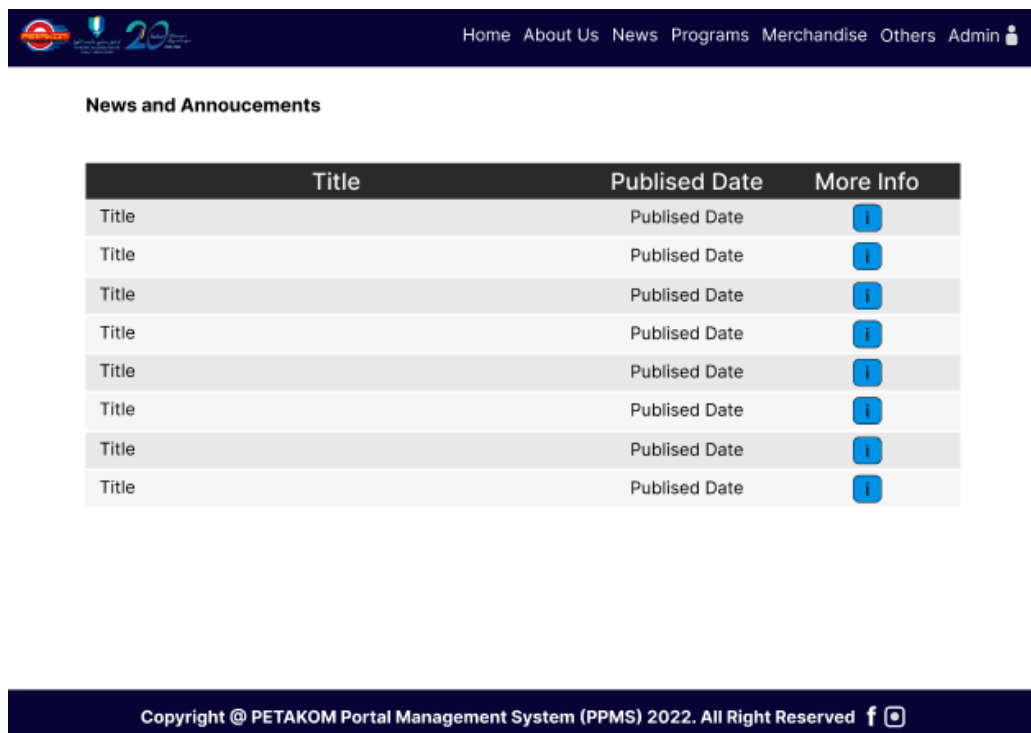 PETAKOM
20
Home About Us News Programs Merchandise Others Admin
News and Annoucements
Title Publised Date More Info
Title Publised Date i
Title Publised Date i
Title Publised Date i
Title Publised Date i
Title Publised Date i
Title Publised Date i
Title Publised Date i
Title Publised Date i
Copyright @ PETAKOM Portal Management System (PPMS) 2022. All Right Reserved f